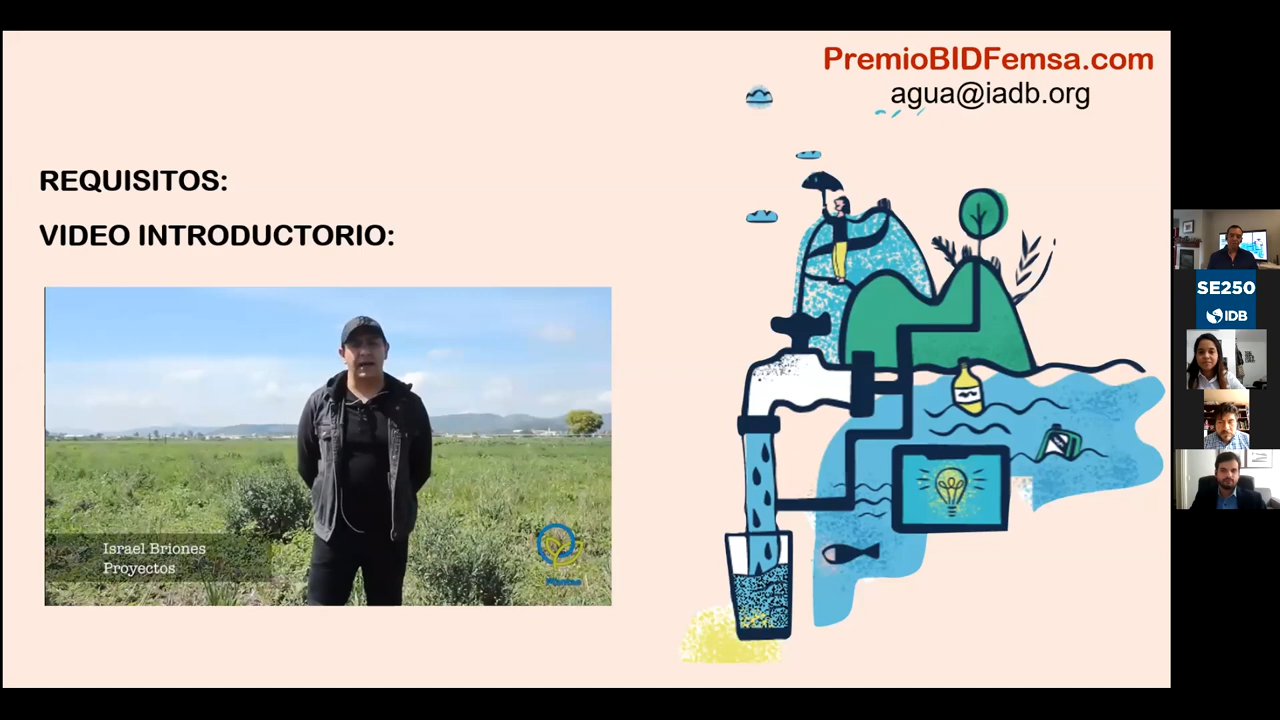 PremioBIDFemsa.com
agua@iadb.org
REQUISITOS:
VIDEO INTRODUCTORIO:
Israel Briones
Proyectos
SE250
IDB